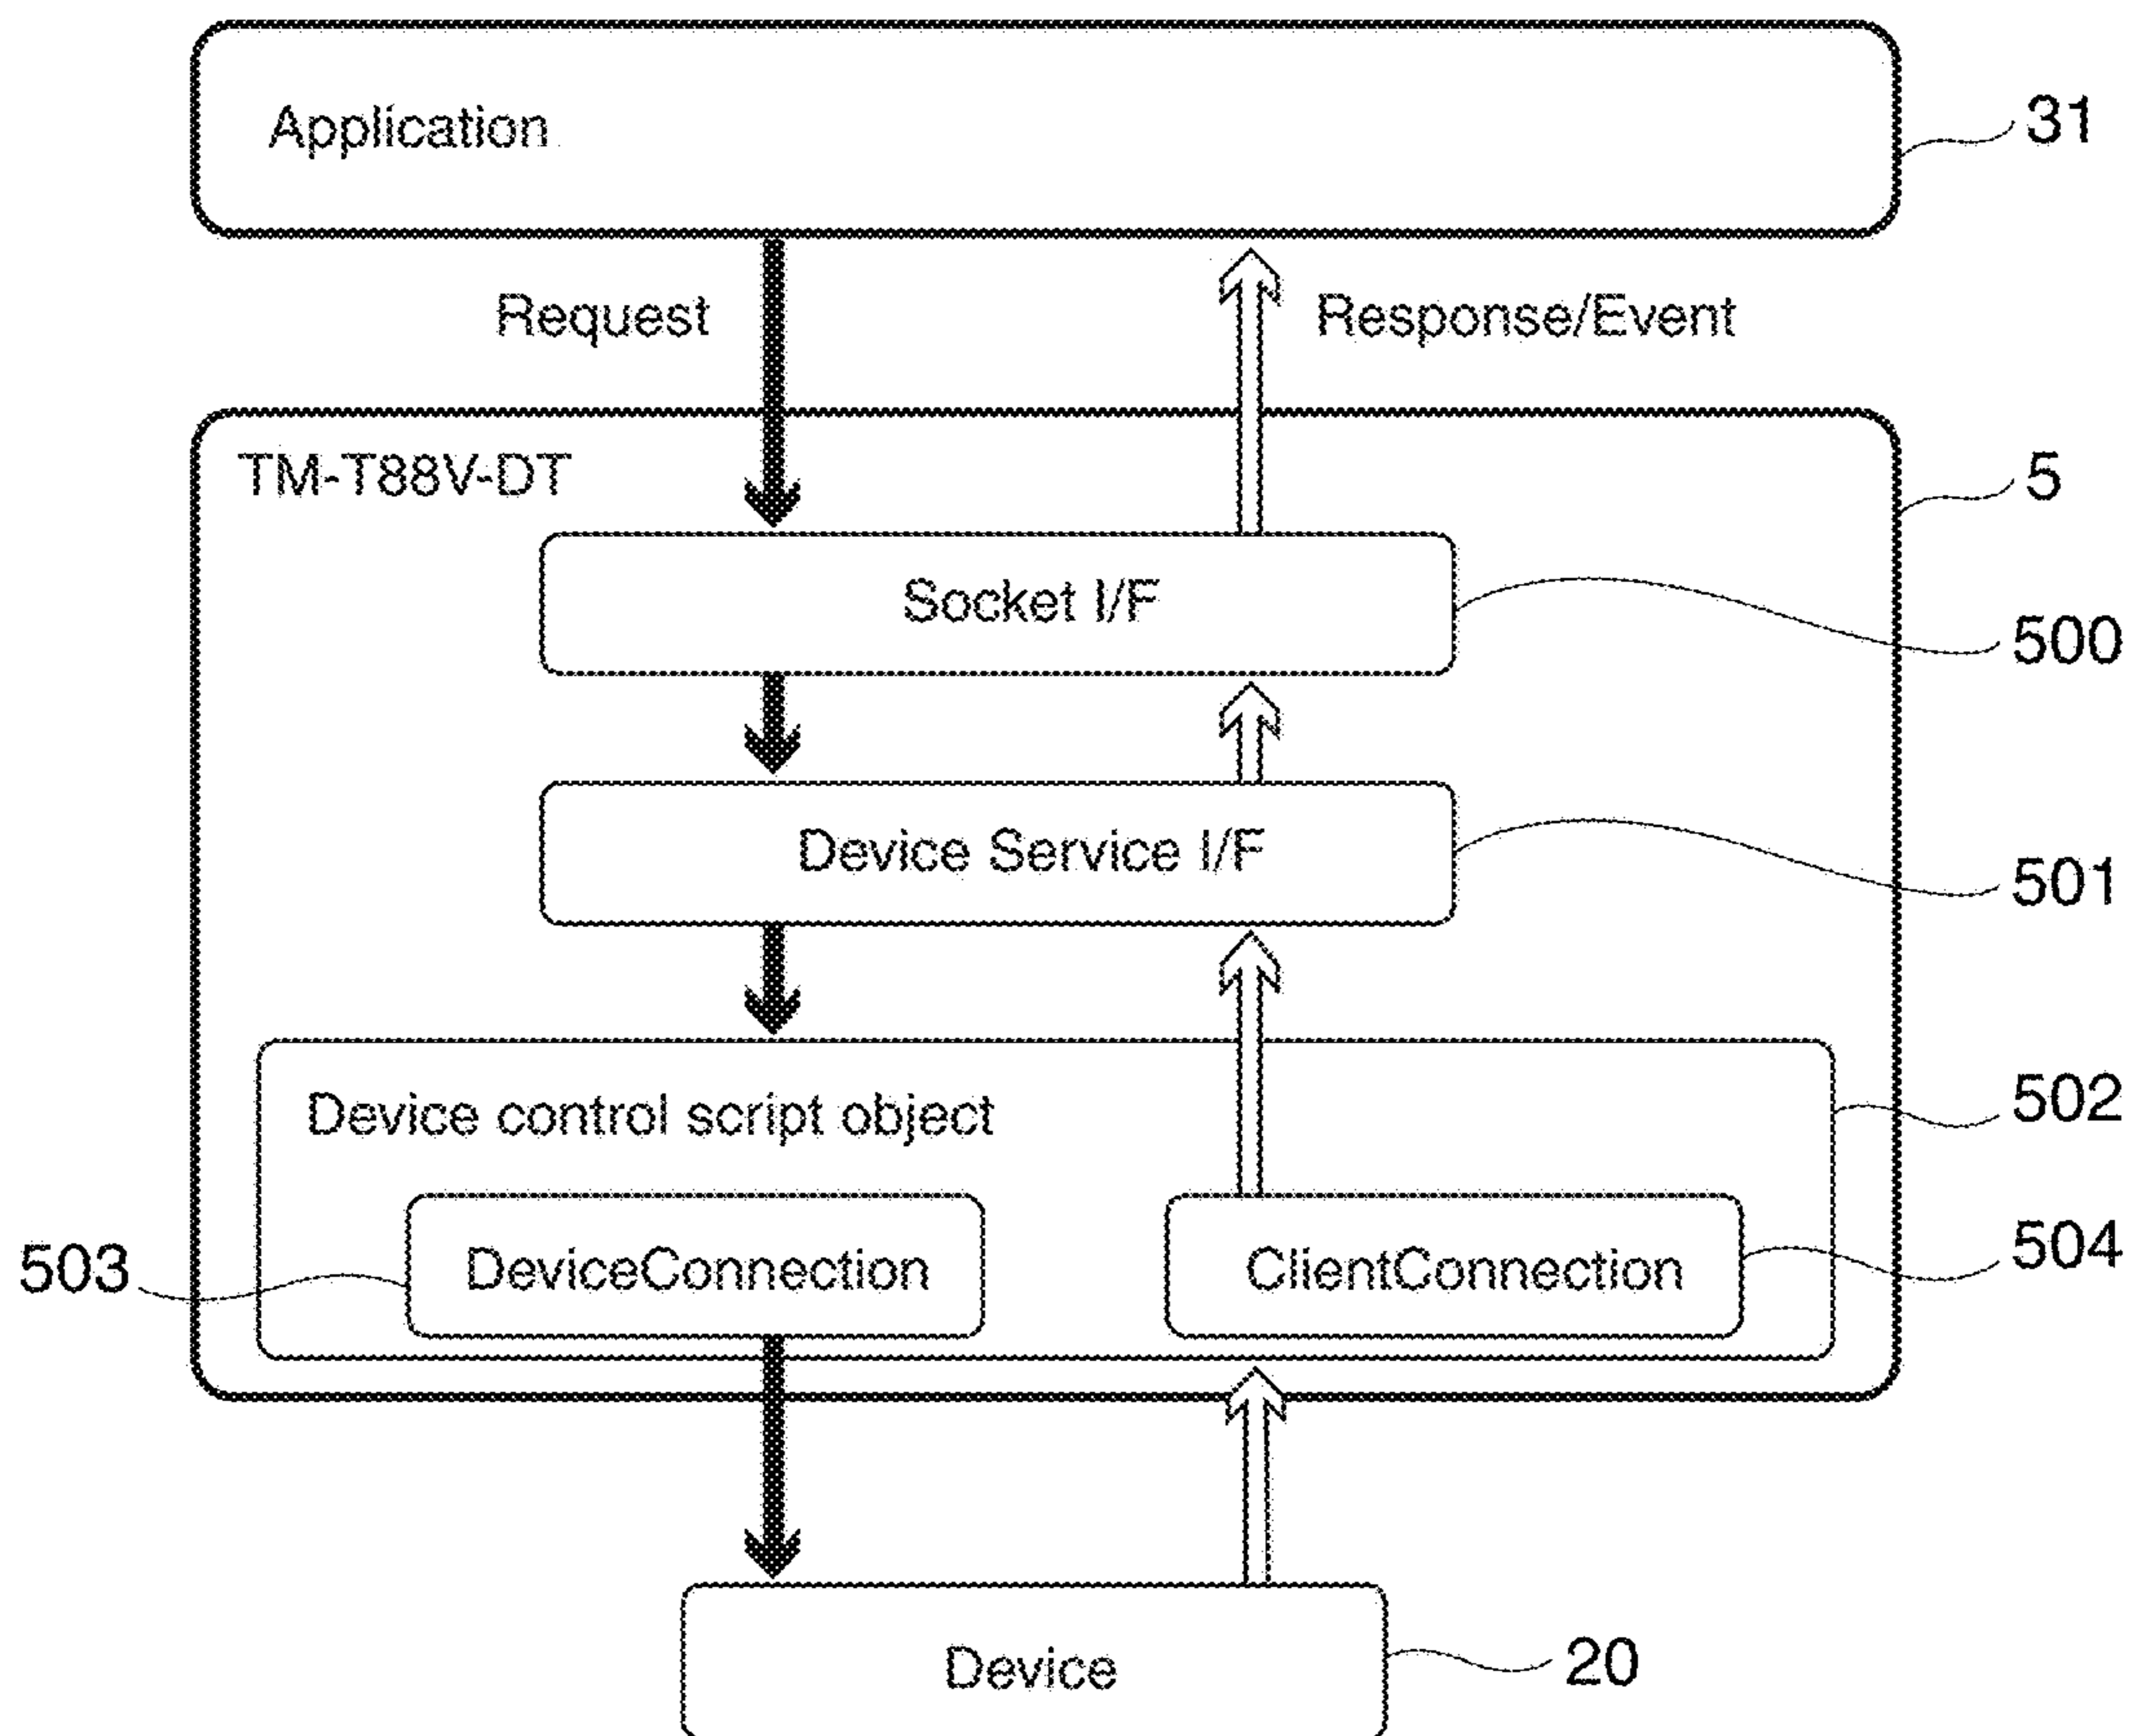 Application
31
Request
Response/Event
TM-T88V-DT
5
Socket I/F
500
Device Service I/F
501
Device control script object
502
503
DeviceConnection
ClientConnection
504
Device
20